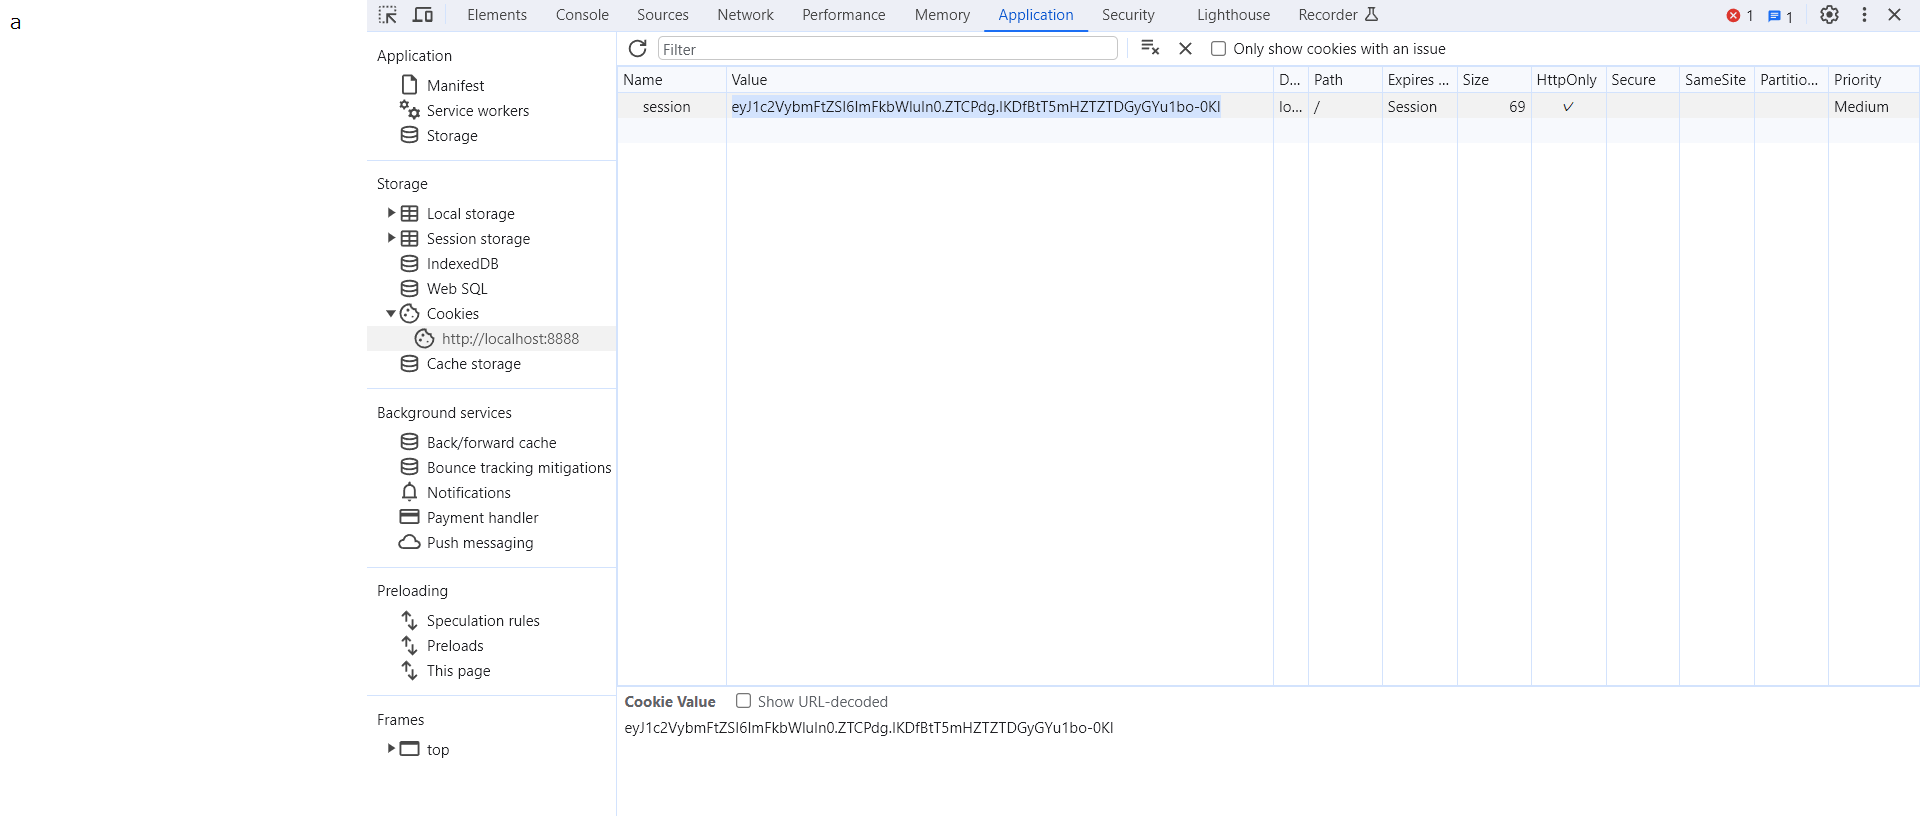 a
Elements Console Sources Network Performance Memory Application Security Lighthouse Recorder 1 1
Application
Manifest
Service workers
Storage
Storage
Local storage
Session storage
IndexedDB
Web SQL
Cookies
http://localhost:8888
Cache storage
Background services
Back/forward cache
Bounce tracking mitigations
Notifications
Payment handler
Push messaging
Preloading
Speculation rules
Preloads
This page
Frames
top
Filter Only show cookies with an issue
Name Value D... Path Expires ... Size HttpOnly Secure SameSite Partitio... Priority
session eyJ1c2VybmFtZSI6ImFkbWluIn0.ZTCPdg.lKDfBtT5mHZTZTDGyGYu1bo-0KI lo... / Session 69 ✓ Medium
Cookie Value Show URL-decoded
eyJ1c2VybmFtZSI6ImFkbWluIn0.ZTCPdg.lKDfBtT5mHZTZTDGyGYu1bo-0KI